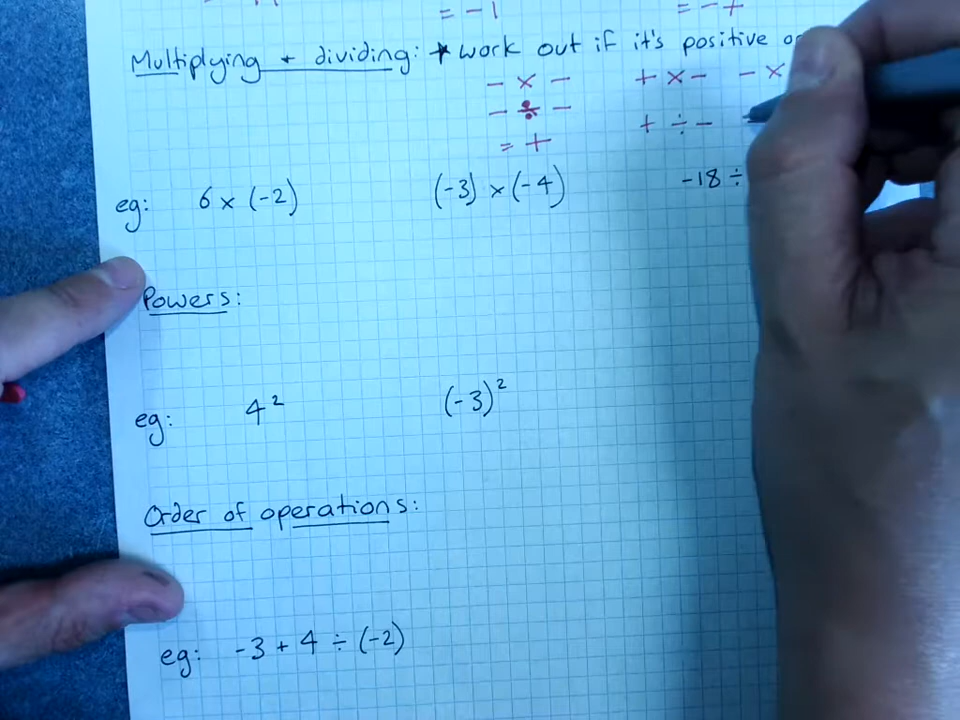 = -1 = - +
Multiplying + dividing: * work out if it's positive
- × - + × - - ×
- ÷ - + ÷ - -
= +
eg: 6 × (-2) (-3) × (-4) -18 ÷
Powers:
eg: 4² (-3)²
Order of operations:
eg: -3 + 4 ÷ (-2)